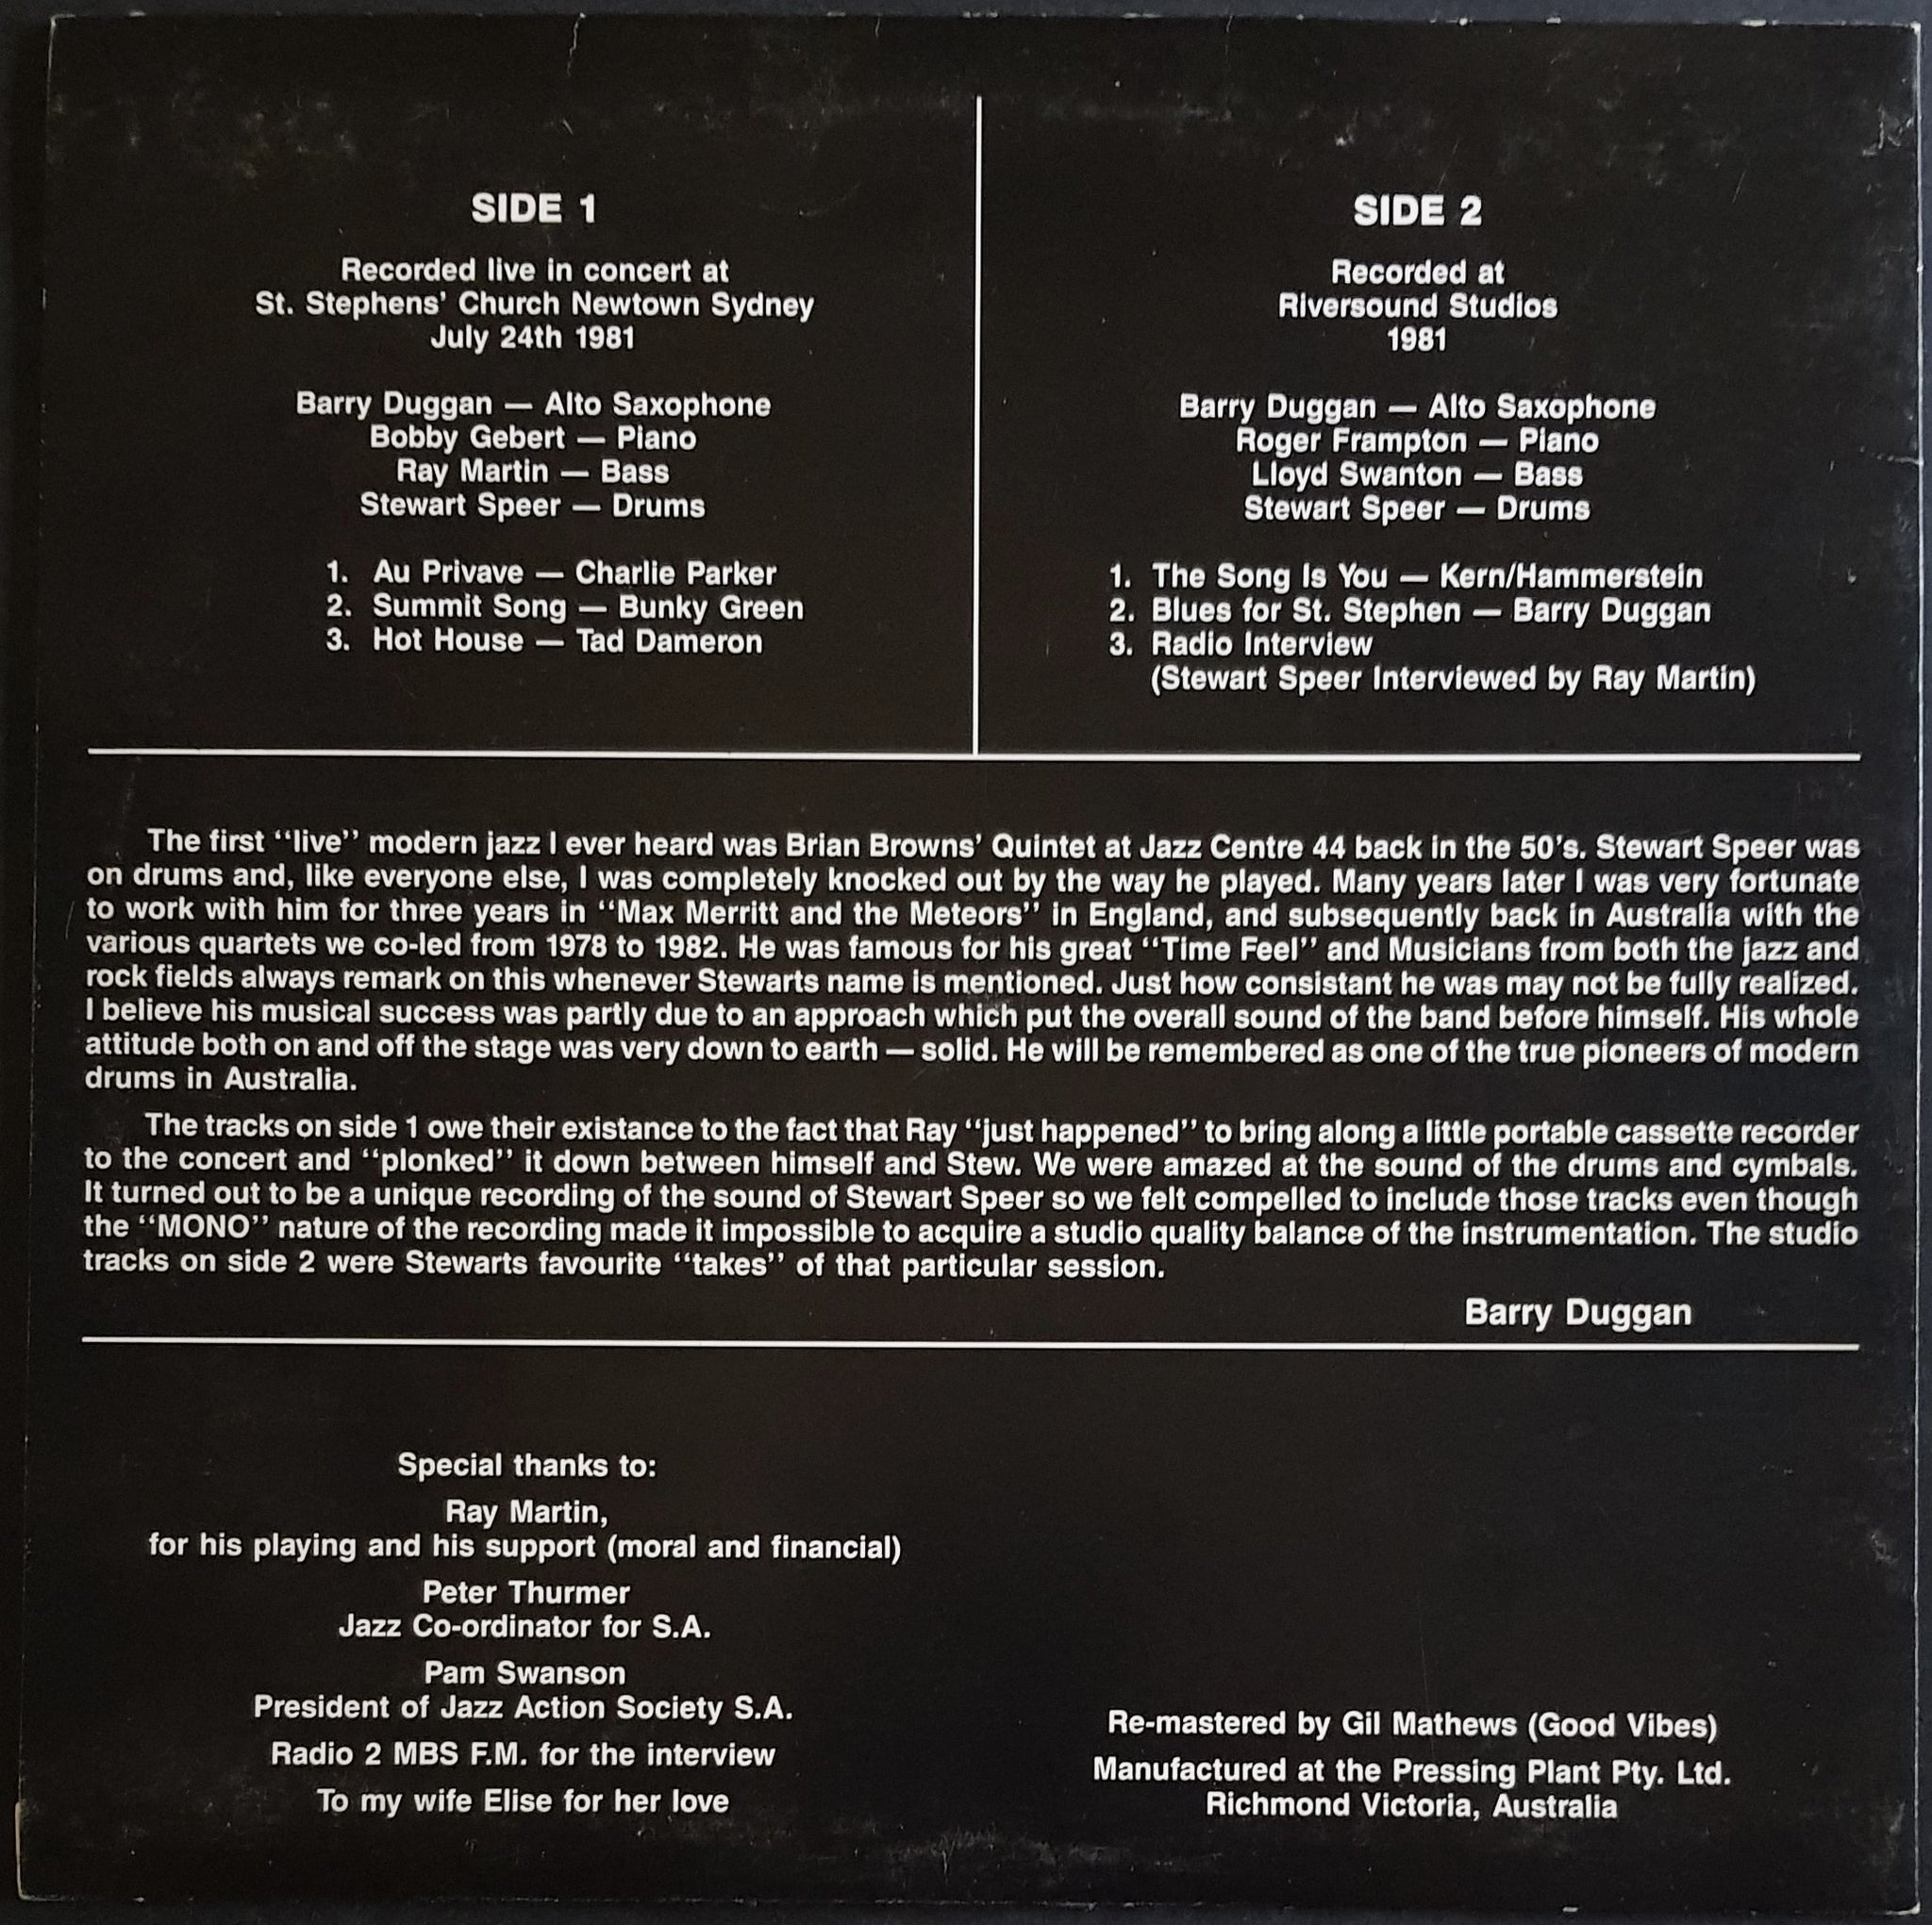 SIDE 1
Recorded live in concert at
St. Stephens' Church Newtown Sydney
July 24th 1981
Barry Duggan — Alto Saxophone
Bobby Gebert — Piano
Ray Martin — Bass
Stewart Speer — Drums
1. Au Privave — Charlie Parker
2. Summit Song — Bunky Green
3. Hot House — Tad Dameron
SIDE 2
Recorded at
Riversound Studios
1981
Barry Duggan — Alto Saxophone
Roger Frampton — Piano
Lloyd Swanton — Bass
Stewart Speer — Drums
1. The Song Is You — Kern/Hammerstein
2. Blues for St. Stephen — Barry Duggan
3. Radio Interview
(Stewart Speer Interviewed by Ray Martin)
The first ‘‘live’’ modern jazz I ever heard was Brian Browns' Quintet at Jazz Centre 44 back in the 50's. Stewart Speer was
on drums and, like everyone else, I was completely knocked out by the way he played. Many years later I was very fortunate
to work with him for three years in ‘‘Max Merritt and the Meteors’’ in England, and subsequently back in Australia with the
various quartets we co-led from 1978 to 1982. He was famous for his great ‘‘Time Feel’’ and Musicians from both the jazz and
rock fields always remark on this whenever Stewarts name is mentioned. Just how consistant he was may not be fully realized.
I believe his musical success was partly due to an approach which put the overall sound of the band before himself. His whole
attitude both on and off the stage was very down to earth — solid. He will be remembered as one of the true pioneers of modern
drums in Australia.
The tracks on side 1 owe their existance to the fact that Ray ‘‘just happened’’ to bring along a little portable cassette recorder
to the concert and ‘‘plonked’’ it down between himself and Stew. We were amazed at the sound of the drums and cymbals.
It turned out to be a unique recording of the sound of Stewart Speer so we felt compelled to include those tracks even though
the ‘‘MONO’’ nature of the recording made it impossible to acquire a studio quality balance of the instrumentation. The studio
tracks on side 2 were Stewarts favourite ‘‘takes’’ of that particular session.
Barry Duggan
Special thanks to:
Ray Martin,
for his playing and his support (moral and financial)
Peter Thurmer
Jazz Co-ordinator for S.A.
Pam Swanson
President of Jazz Action Society S.A.
Radio 2 MBS F.M. for the interview
To my wife Elise for her love
Re-mastered by Gil Mathews (Good Vibes)
Manufactured at the Pressing Plant Pty. Ltd.
Richmond Victoria, Australia